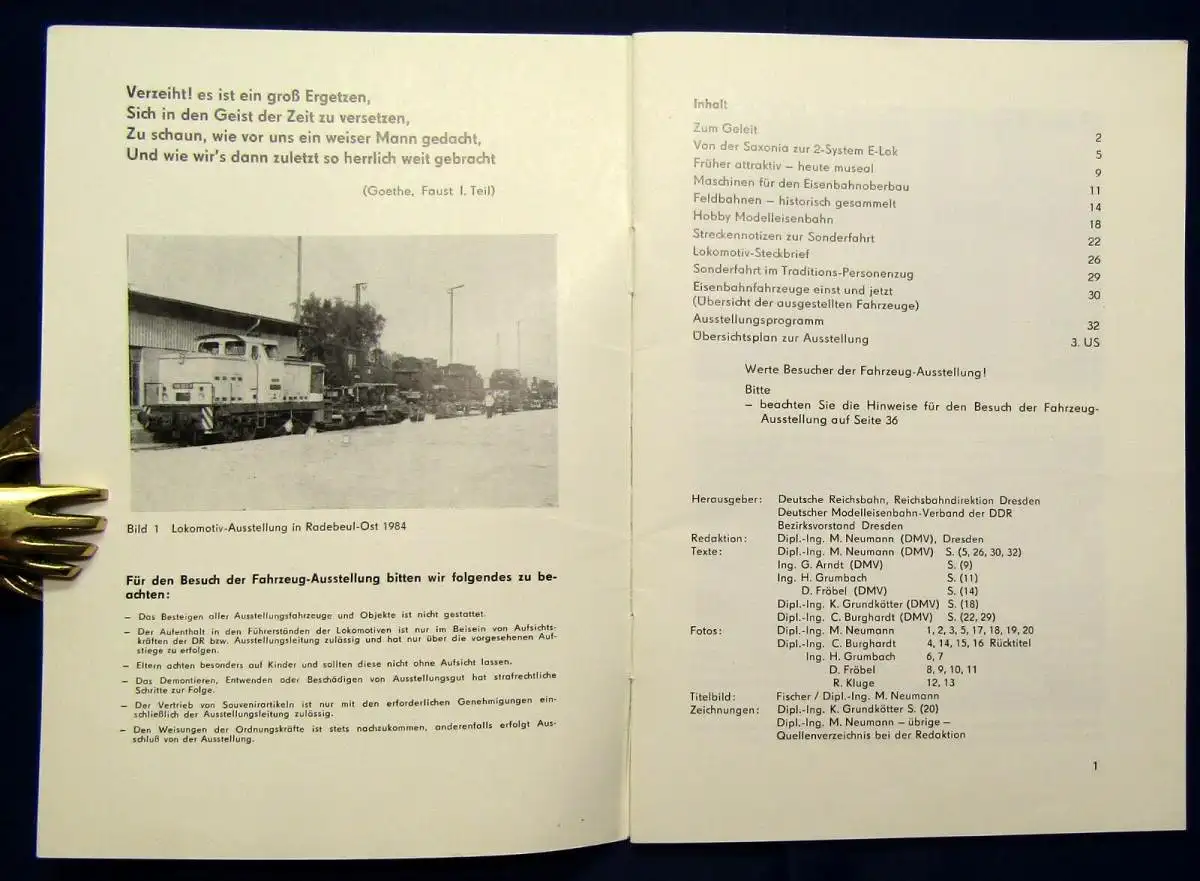 Verzeiht! es ist ein groß Ergetzen,
Sich in den Geist der Zeit zu versetzen,
Zu schaun, wie vor uns ein weiser Mann gedacht,
Und wie wir's dann zuletzt so herrlich weit gebracht
(Goethe, Faust I. Teil)
Bild 1 Lokomotiv-Ausstellung in Radebeul-Ost 1984
Für den Besuch der Fahrzeug-Ausstellung bitten wir folgendes zu be-
achten:
– Das Besteigen aller Ausstellungsfahrzeuge und Objekte ist nicht gestattet.
– Der Aufenthalt in den Führerständen der Lokomotiven ist nur im Beisein von Aufsichts-
kräften der DR bzw. Ausstellungsleitung zulässig und hat nur über die vorgesehenen Auf-
stiege zu erfolgen.
– Eltern achten besonders auf Kinder und sollten diese nicht ohne Aufsicht lassen.
– Das Demontieren, Entwenden oder Beschädigen von Ausstellungsgut hat strafrechtliche
Schritte zur Folge.
– Der Vertrieb von Souvenirartikeln ist nur mit den erforderlichen Genehmigungen ein-
schließlich der Ausstellungsleitung zulässig.
– Den Weisungen der Ordnungskräfte ist stets nachzukommen, anderenfalls erfolgt Aus-
schluß von der Ausstellung.
Inhalt
Zum Geleit 2
Von der Saxonia zur 2-System E-Lok 5
Früher attraktiv – heute museal 9
Maschinen für den Eisenbahnoberbau 11
Feldbahnen – historisch gesammelt 14
Hobby Modelleisenbahn 18
Streckennotizen zur Sonderfahrt 22
Lokomotiv-Steckbrief 26
Sonderfahrt im Traditions-Personenzug 29
Eisenbahnfahrzeuge einst und jetzt 30
(Übersicht der ausgestellten Fahrzeuge)
Ausstellungsprogramm 32
Übersichtsplan zur Ausstellung 3. US
Werte Besucher der Fahrzeug-Ausstellung!
Bitte
– beachten Sie die Hinweise für den Besuch der Fahrzeug-
Ausstellung auf Seite 36
Herausgeber: Deutsche Reichsbahn, Reichsbahndirektion Dresden
Deutscher Modelleisenbahn-Verband der DDR
Bezirksvorstand Dresden
Redaktion: Dipl.-Ing. M. Neumann (DMV), Dresden
Texte: Dipl.-Ing. M. Neumann (DMV) S. (5, 26, 30, 32)
Ing. G. Arndt (DMV) S. (9)
Ing. H. Grumbach S. (11)
D. Fröbel (DMV) S. (14)
Dipl.-Ing. K. Grundkötter (DMV) S. (18)
Dipl.-Ing. C. Burghardt (DMV) S. (22, 29)
Fotos: Dipl.-Ing. M. Neumann 1, 2, 3, 5, 17, 18, 19, 20
Dipl.-Ing. C. Burghardt 4, 14, 15, 16 Rücktitel
Ing. H. Grumbach 6, 7
D. Fröbel 8, 9, 10, 11
R. Kluge 12, 13
Titelbild: Fischer / Dipl.-Ing. M. Neumann
Zeichnungen: Dipl.-Ing. K. Grundkötter S. (20)
Dipl.-Ing. M. Neumann – übrige –
Quellenverzeichnis bei der Redaktion
1